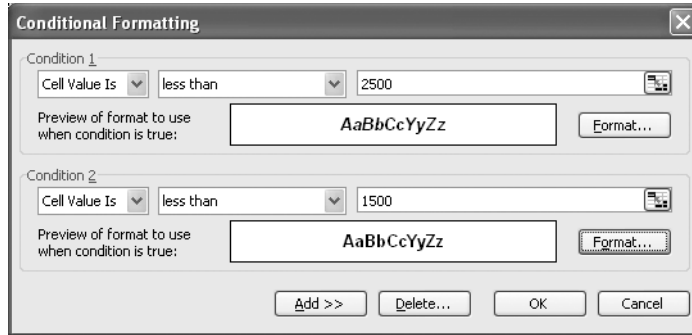 Conditional Formatting
Condition 1
Cell Value Is less than 2500
Preview of format to use
when condition is true:
AaBbCcYyZz
Format...
Condition 2
Cell Value Is less than 1500
Preview of format to use
when condition is true:
AaBbCcYyZz
Format...
Add >> Delete... OK Cancel